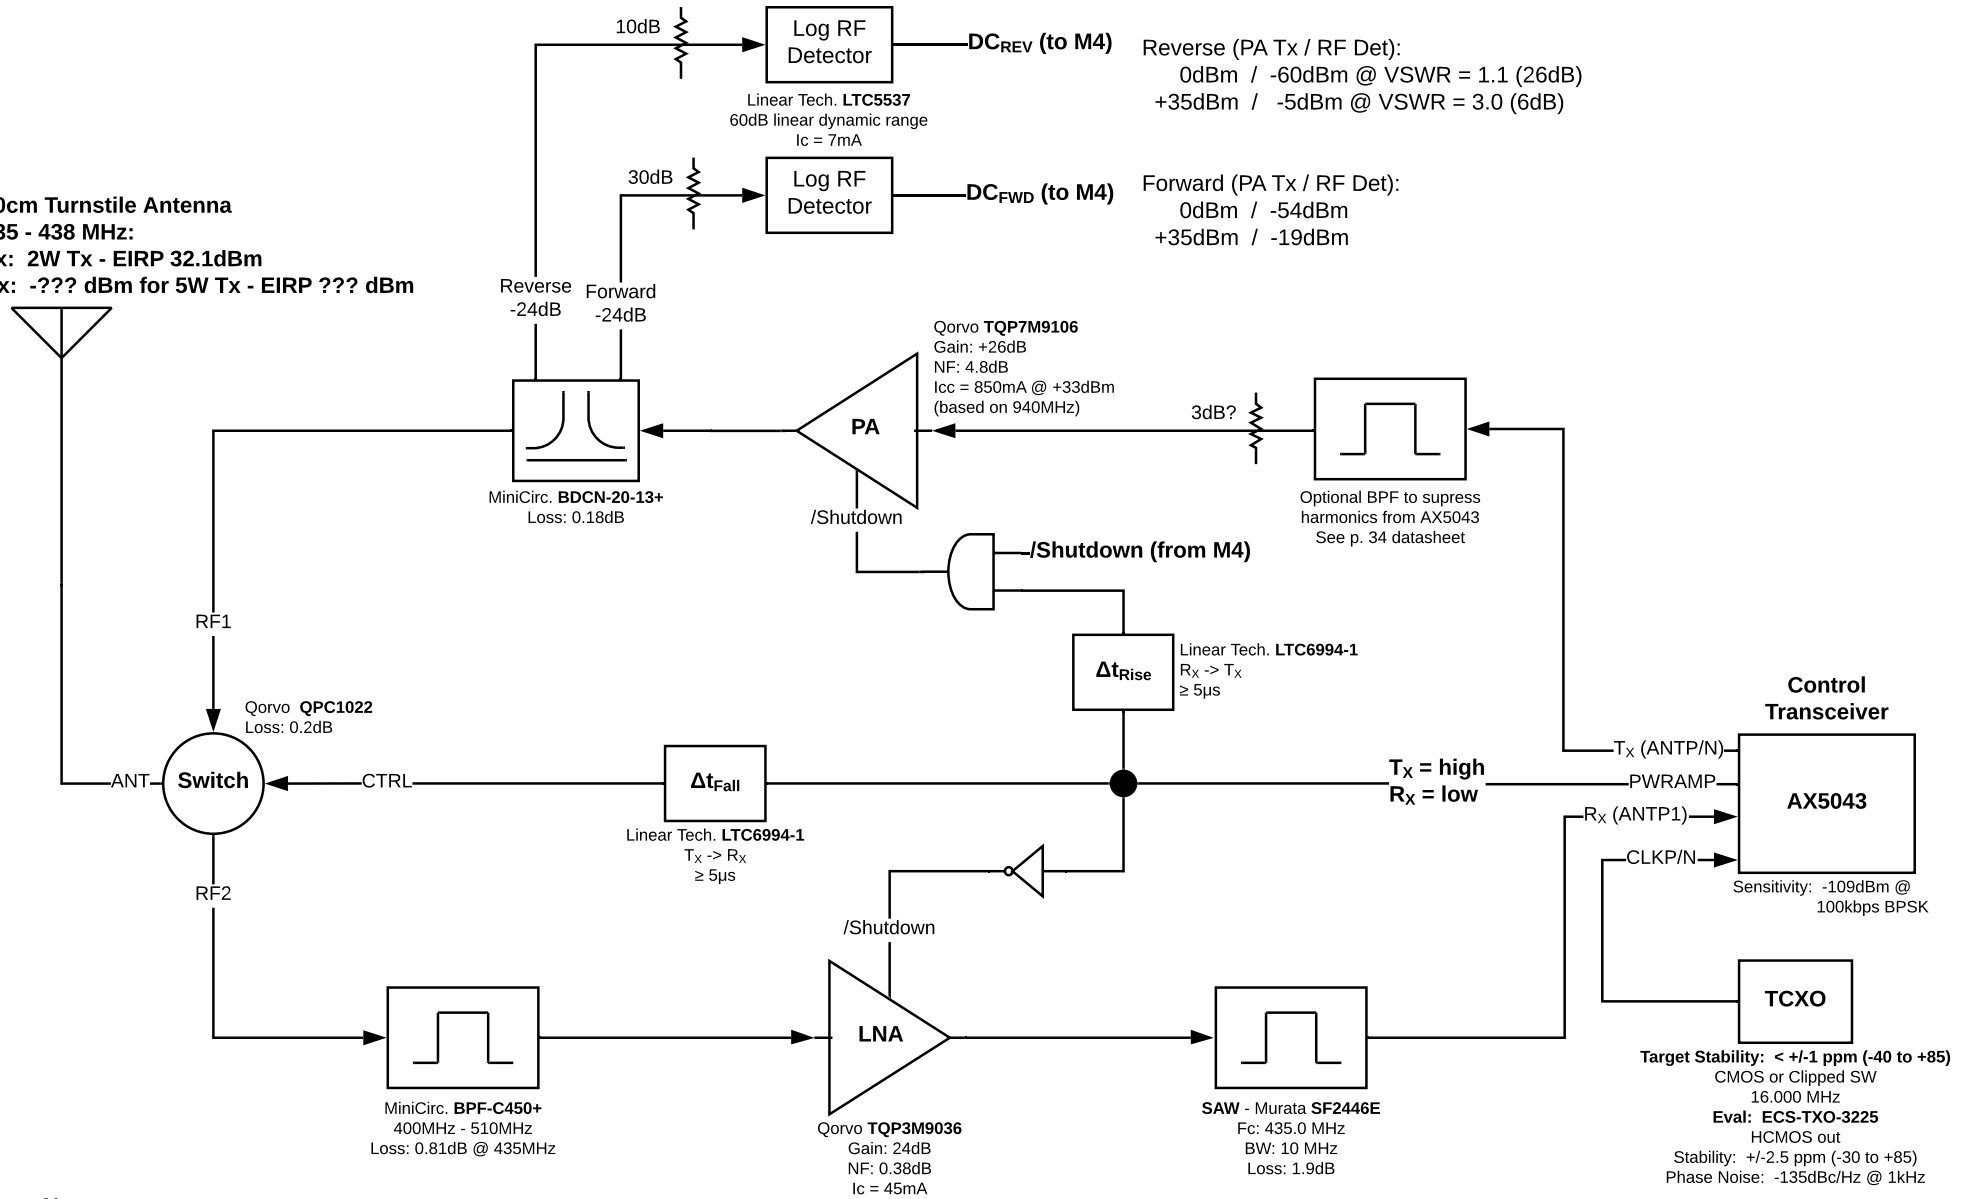 10dB
Log RF
Detector
DCREV (to M4)
Reverse (PA Tx / RF Det):
0dBm / -60dBm @ VSWR = 1.1 (26dB)
+35dBm / -5dBm @ VSWR = 3.0 (6dB)
Linear Tech. LTC5537
60dB linear dynamic range
Ic = 7mA
30dB
Log RF
Detector
DCFWD (to M4)
Forward (PA Tx / RF Det):
0dBm / -54dBm
+35dBm / -19dBm
0cm Turnstile Antenna
35 - 438 MHz:
x: 2W Tx - EIRP 32.1dBm
x: -??? dBm for 5W Tx - EIRP ??? dBm
Reverse
-24dB
Forward
-24dB
Qorvo TQP7M9106
Gain: +26dB
NF: 4.8dB
Icc = 850mA @ +33dBm
(based on 940MHz)
PA
3dB?
MiniCirc. BDCN-20-13+
Loss: 0.18dB
/Shutdown
Optional BPF to supress
harmonics from AX5043
See p. 34 datasheet
/Shutdown (from M4)
RF1
ΔtRise
Linear Tech. LTC6994-1
RX -> TX
≥ 5μs
Qorvo QPC1022
Loss: 0.2dB
Control
Transceiver
ANT
Switch
CTRL
ΔtFall
TX = high
RX = low
TX (ANTP/N)
PWRAMP
RX (ANTP1)
CLKP/N
AX5043
Linear Tech. LTC6994-1
TX -> RX
≥ 5μs
Sensitivity: -109dBm @
100kbps BPSK
RF2
/Shutdown
LNA
TCXO
Target Stability: < +/-1 ppm (-40 to +85)
CMOS or Clipped SW
16.000 MHz
Eval: ECS-TXO-3225
HCMOS out
Stability: +/-2.5 ppm (-30 to +85)
Phase Noise: -135dBc/Hz @ 1kHz
MiniCirc. BPF-C450+
400MHz - 510MHz
Loss: 0.81dB @ 435MHz
Qorvo TQP3M9036
Gain: 24dB
NF: 0.38dB
Ic = 45mA
SAW - Murata SF2446E
Fc: 435.0 MHz
BW: 10 MHz
Loss: 1.9dB